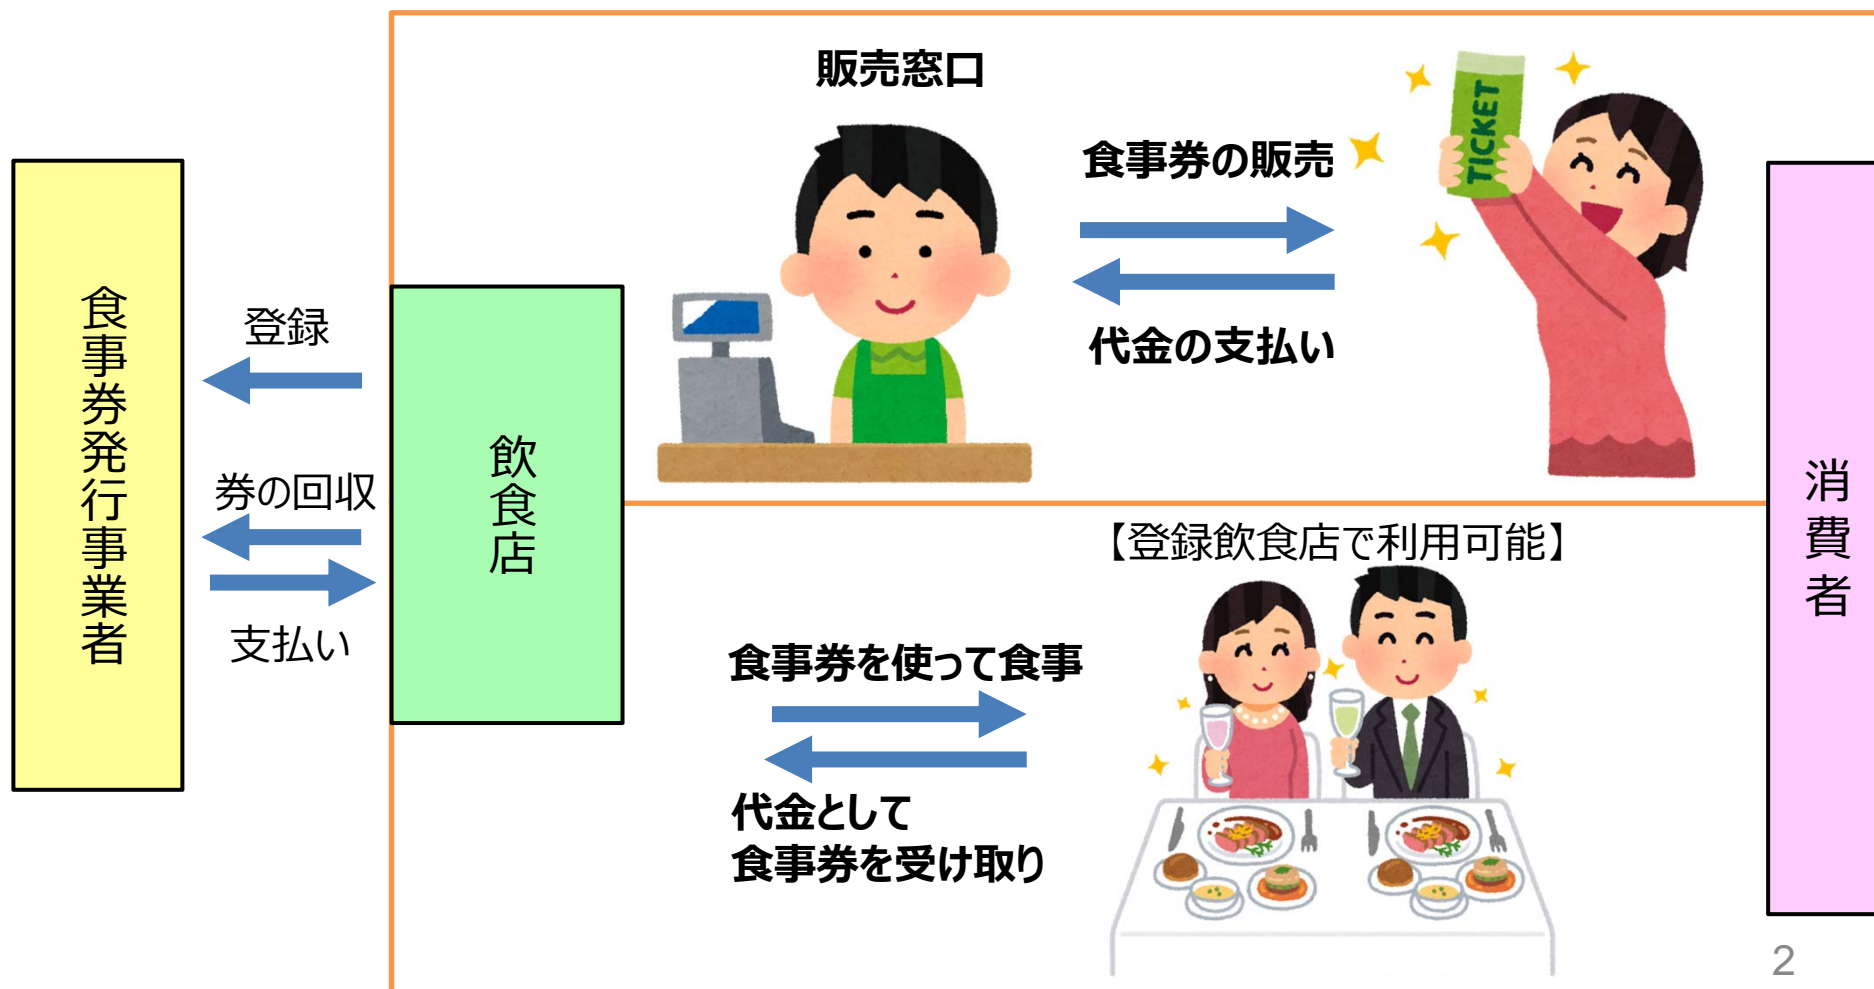 販売窓口
食事券の販売
TICKET
代金の支払い
食事券発行事業者
登録
券の回収
支払い
飲食店
消費者
【登録飲食店で利用可能】
食事券を使って食事
代金として
食事券を受け取り
2